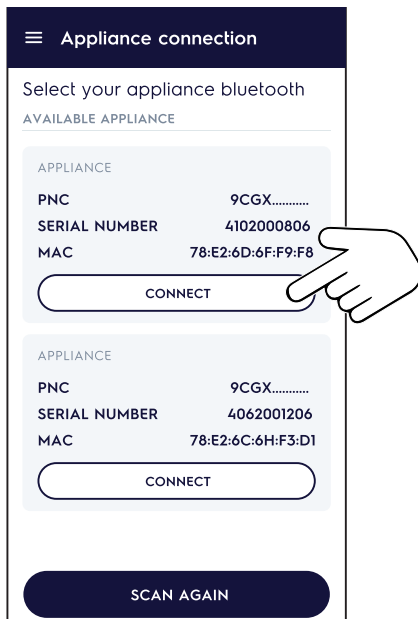 Appliance connection
Select your appliance bluetooth
AVAILABLE APPLIANCE
APPLIANCE
PNC 9CGX...........
SERIAL NUMBER 4102000806
MAC 78:E2:6D:6F:F9:F8
CONNECT
APPLIANCE
PNC 9CGX...........
SERIAL NUMBER 4062001206
MAC 78:E2:6C:6H:F3:D1
CONNECT
SCAN AGAIN